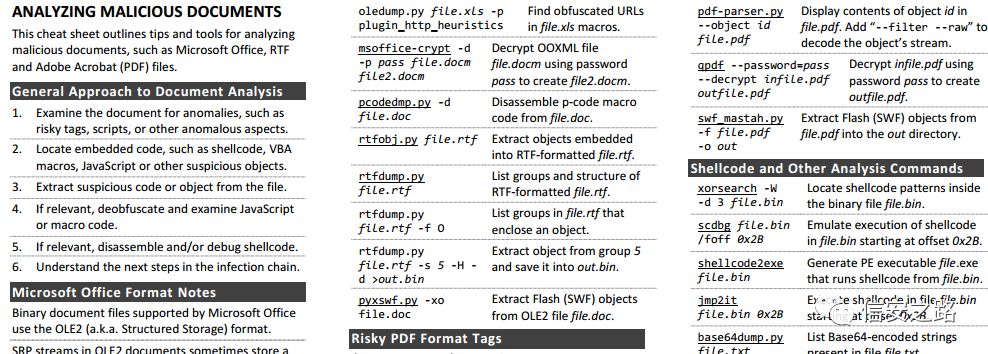 ANALYZING MALICIOUS DOCUMENTS
This cheat sheet outlines tips and tools for analyzing
malicious documents, such as Microsoft Office, RTF
and Adobe Acrobat (PDF) files.
General Approach to Document Analysis
1. Examine the document for anomalies, such as
risky tags, scripts, or other anomalous aspects.
2. Locate embedded code, such as shellcode, VBA
macros, JavaScript or other suspicious objects.
3. Extract suspicious code or object from the file.
4. If relevant, deobfuscate and examine JavaScript
or macro code.
5. If relevant, disassemble and/or debug shellcode.
6. Understand the next steps in the infection chain.
Microsoft Office Format Notes
Binary document files supported by Microsoft Office
use the OLE2 (a.k.a. Structured Storage) format.
SRP streams in OLE2 documents sometimes store a
oledump.py file.xls -p Find obfuscated URLs
plugin_http_heuristics in file.xls macros.
msoffice-crypt -d Decrypt OOXML file
-p pass file.docm file.docm using password
file2.docm pass to create file2.docm.
pcodedmp.py -d Disassemble p-code macro
file.doc code from file.doc.
rtfobj.py file.rtf Extract objects embedded
into RTF-formatted file.rtf.
rtfdump.py List groups and structure of
file.rtf RTF-formatted file.rtf.
rtfdump.py List groups in file.rtf that
file.rtf -f O enclose an object.
rtfdump.py Extract object from group 5
file.rtf -s 5 -H - and save it into out.bin.
d >out.bin
pyxswf.py -xo Extract Flash (SWF) objects
file.doc from OLE2 file file.doc.
Risky PDF Format Tags
pdf-parser.py Display contents of object id in
--object id file.pdf. Add “--filter --raw” to
file.pdf decode the object’s stream.
qpdf --password=pass Decrypt infile.pdf using
--decrypt infile.pdf password pass to create
outfile.pdf outfile.pdf.
swf_mastah.py Extract Flash (SWF) objects from
-f file.pdf file.pdf into the out directory.
-o out
Shellcode and Other Analysis Commands
xorsearch -W Locate shellcode patterns inside
-d 3 file.bin the binary file file.bin.
scdbg file.bin Emulate execution of shellcode
/foff 0x2B in file.bin starting at offset 0x2B.
shellcode2exe Generate PE executable file.exe
file.bin that runs shellcode from file.bin.
jmp2it shellcode in file file.bin
file.bin 0x2B starting at 0x2B.
信安之路
base64dump.py List Base64-encoded strings
file.txt present in file file.txt.